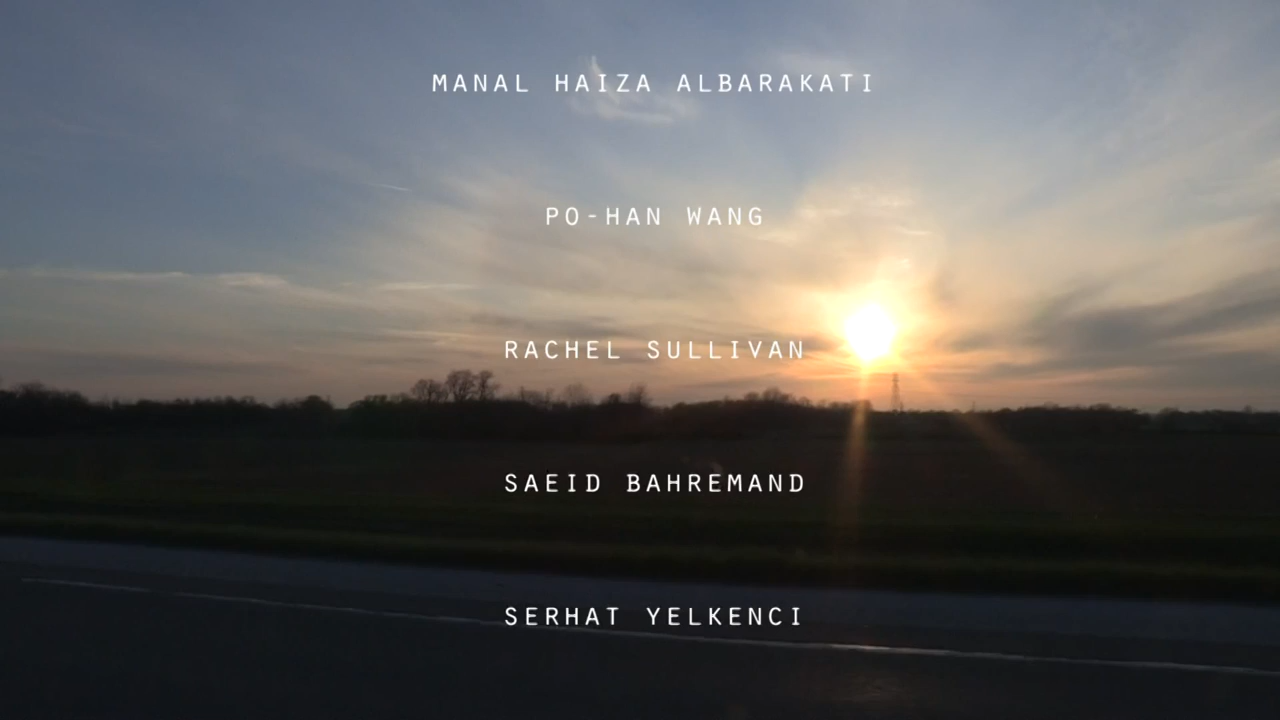 MANAL HAIZA ALBARAKATI
PO-HAN WANG
RACHEL SULLIVAN
SAEID BAHREMAND
SERHAT YELKENCI